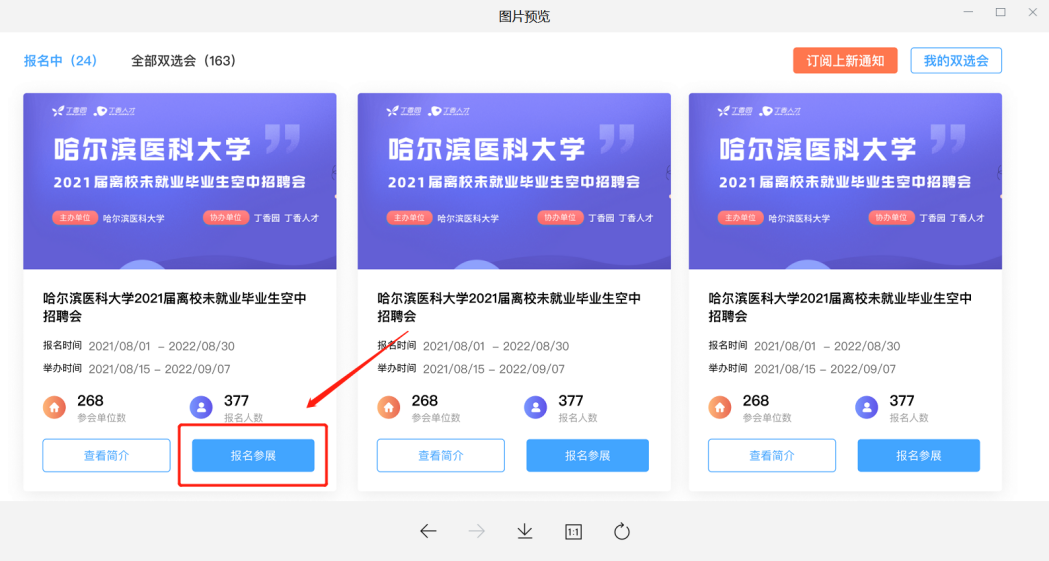 图片预览
报名中（24）
全部双选会（163）
订阅上新通知
我的双选会
丁香园 丁香人才
哈尔滨医科大学
2021届离校未就业毕业生空中招聘会
主办单位 哈尔滨医科大学 协办单位 丁香园 丁香人才
哈尔滨医科大学2021届离校未就业毕业生空中
招聘会
报名时间 2021/08/01 – 2022/08/30
举办时间 2021/08/15 – 2022/09/07
268
参会单位数
377
报名人数
查看简介
报名参展
丁香园 丁香人才
哈尔滨医科大学
2021届离校未就业毕业生空中招聘会
主办单位 哈尔滨医科大学 协办单位 丁香园 丁香人才
哈尔滨医科大学2021届离校未就业毕业生空中
招聘会
报名时间 2021/08/01 – 2022/08/30
举办时间 2021/08/15 – 2022/09/07
268
参会单位数
377
报名人数
查看简介
报名参展
丁香园 丁香人才
哈尔滨医科大学
2021届离校未就业毕业生空中招聘会
主办单位 哈尔滨医科大学 协办单位 丁香园 丁香人才
哈尔滨医科大学2021届离校未就业毕业生空中
招聘会
报名时间 2021/08/01 – 2022/08/30
举办时间 2021/08/15 – 2022/09/07
268
参会单位数
377
报名人数
查看简介
报名参展
1:1